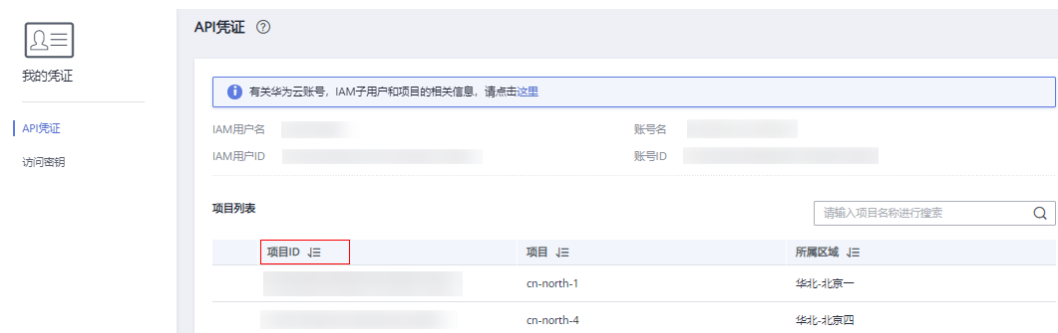 我的凭证
API凭证
访问密钥
API凭证 ?
有关华为云账号，IAM子用户和项目的相关信息，请点击这里
IAM用户名 账号名
IAM用户ID 账号ID
项目列表
请输入项目名称进行搜索
项目ID 项目 所属区域
cn-north-1 华北-北京一
cn-north-4 华北-北京四